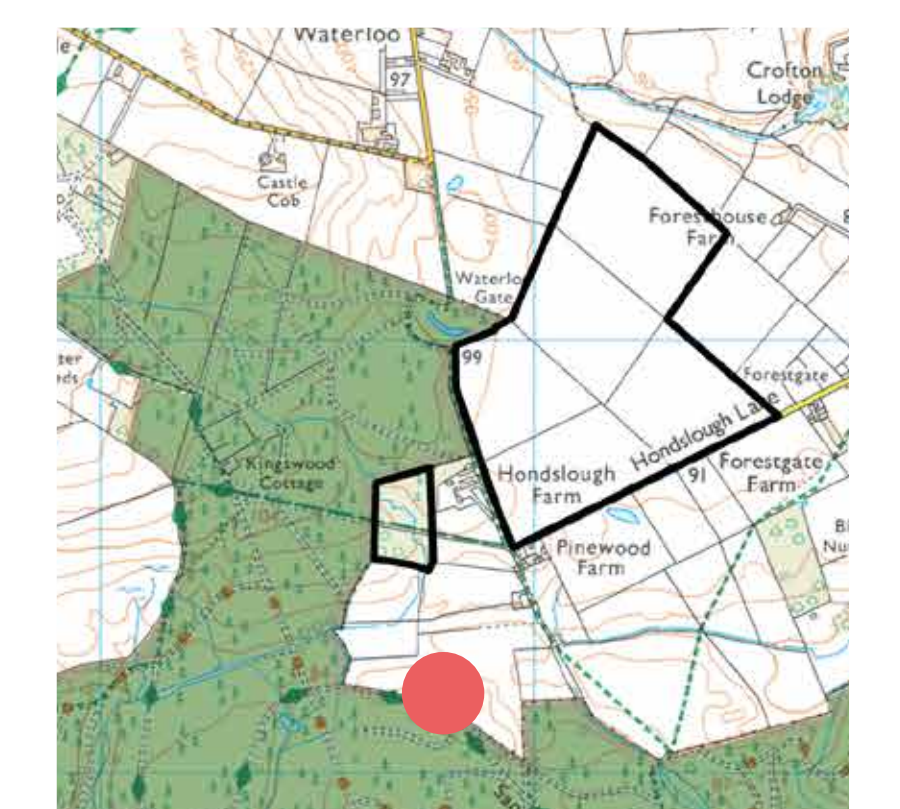 Waterloo
le
97
Crofton
Lodge
Castle
Cob
Foresthouse
Farm
Waterloo
Gate
99
Forestgate
Hondslough Lane
Kingswood
Cottage
Hondslough
Farm
91
Forestgate
Farm
Pinewood
Farm